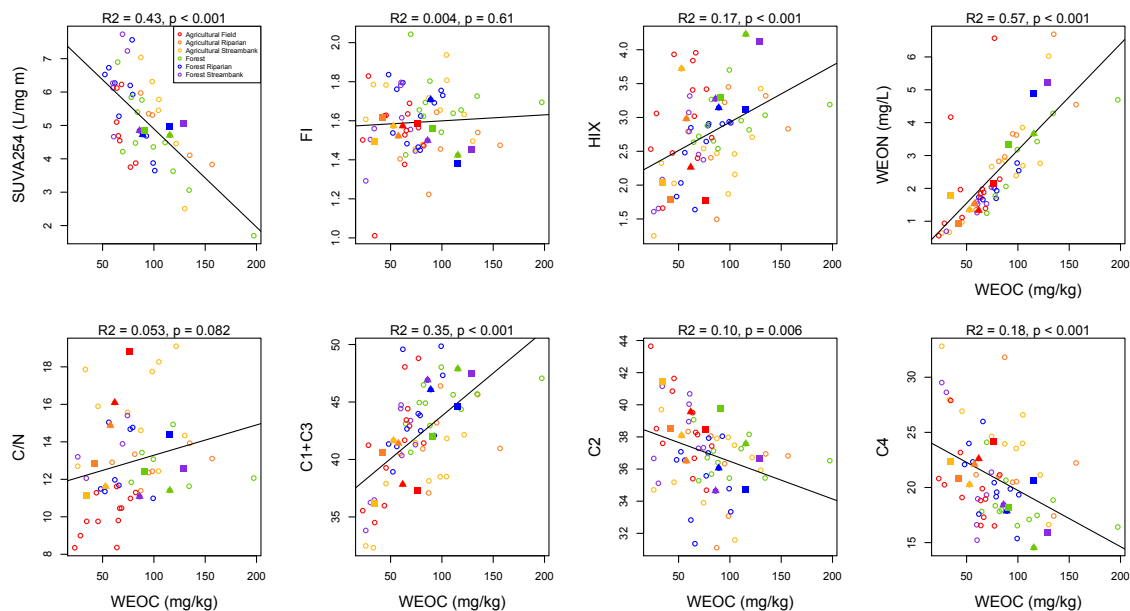 R2 = 0.43, p < 0.001
SUVA254 (L/mg m)
7
6
5
4
3
2
50 100 150 200
Agricultural Field
Agricultural Riparian
Agricultural Streambank
Forest
Forest Riparian
Forest Streambank
R2 = 0.004, p = 0.61
FI
2.0
1.8
1.6
1.4
1.2
1.0
50 100 150 200
R2 = 0.17, p < 0.001
HIX
4.0
3.5
3.0
2.5
2.0
1.5
50 100 150 200
R2 = 0.57, p < 0.001
WEON (mg/L)
6
5
4
3
2
1
50 100 150 200
WEOC (mg/kg)
R2 = 0.053, p = 0.082
C/N
18
16
14
12
10
8
50 100 150 200
WEOC (mg/kg)
R2 = 0.35, p < 0.001
C1+C3
50
45
40
35
50 100 150 200
WEOC (mg/kg)
R2 = 0.10, p = 0.006
C2
44
42
40
38
36
34
32
50 100 150 200
WEOC (mg/kg)
R2 = 0.18, p < 0.001
C4
30
25
20
15
50 100 150 200
WEOC (mg/kg)